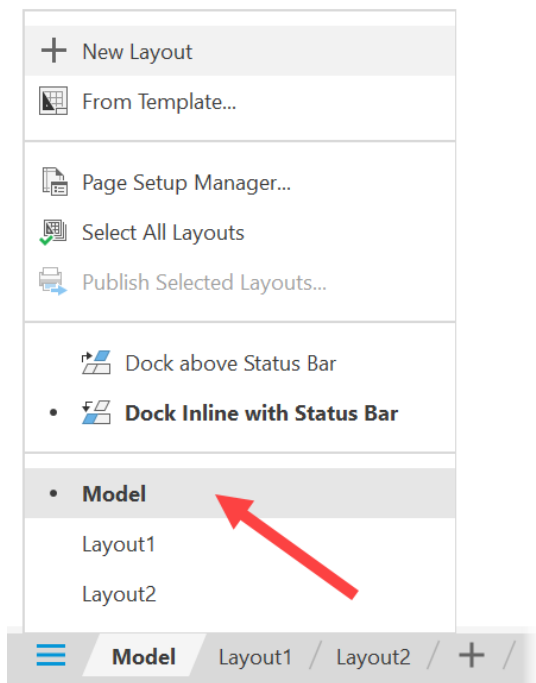 New Layout
From Template...
Page Setup Manager...
Select All Layouts
Publish Selected Layouts...
Dock above Status Bar
Dock Inline with Status Bar
Model
Layout1
Layout2
Model Layout1 Layout2